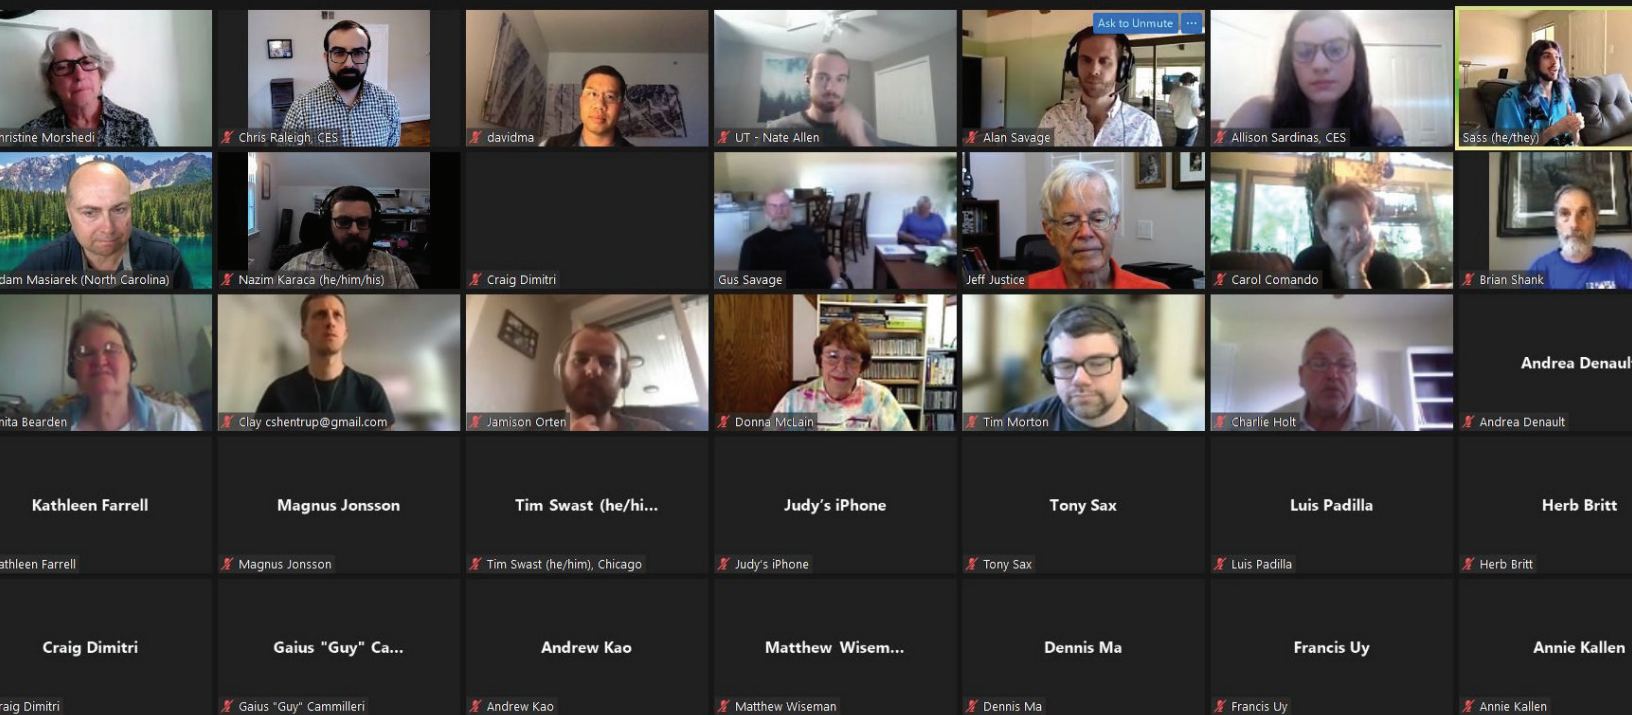 Ask to Unmute ...
hristine Morshedi
Chris Raleigh, CES
davidma
UT - Nate Allen
Alan Savage
Allison Sardinas, CES
Sass (he/they)
dam Masiarek (North Carolina)
Nazim Karaca (he/him/his)
Craig Dimitri
Gus Savage
Jeff Justice
Carol Comando
Brian Shank
Andrea Denault
nita Bearden
Clay cshentrup@gmail.com
Jamison Orten
Donna McLain
Tim Morton
Charlie Holt
Andrea Denault
Kathleen Farrell
Magnus Jonsson
Tim Swast (he/hi...
Judy's iPhone
Tony Sax
Luis Padilla
Herb Britt
athleen Farrell
Magnus Jonsson
Tim Swast (he/him), Chicago
Judy's iPhone
Tony Sax
Luis Padilla
Herb Britt
Craig Dimitri
Gaius "Guy" Ca...
Andrew Kao
Matthew Wisem...
Dennis Ma
Francis Uy
Annie Kallen
raig Dimitri
Gaius "Guy" Cammilleri
Andrew Kao
Matthew Wiseman
Dennis Ma
Francis Uy
Annie Kallen